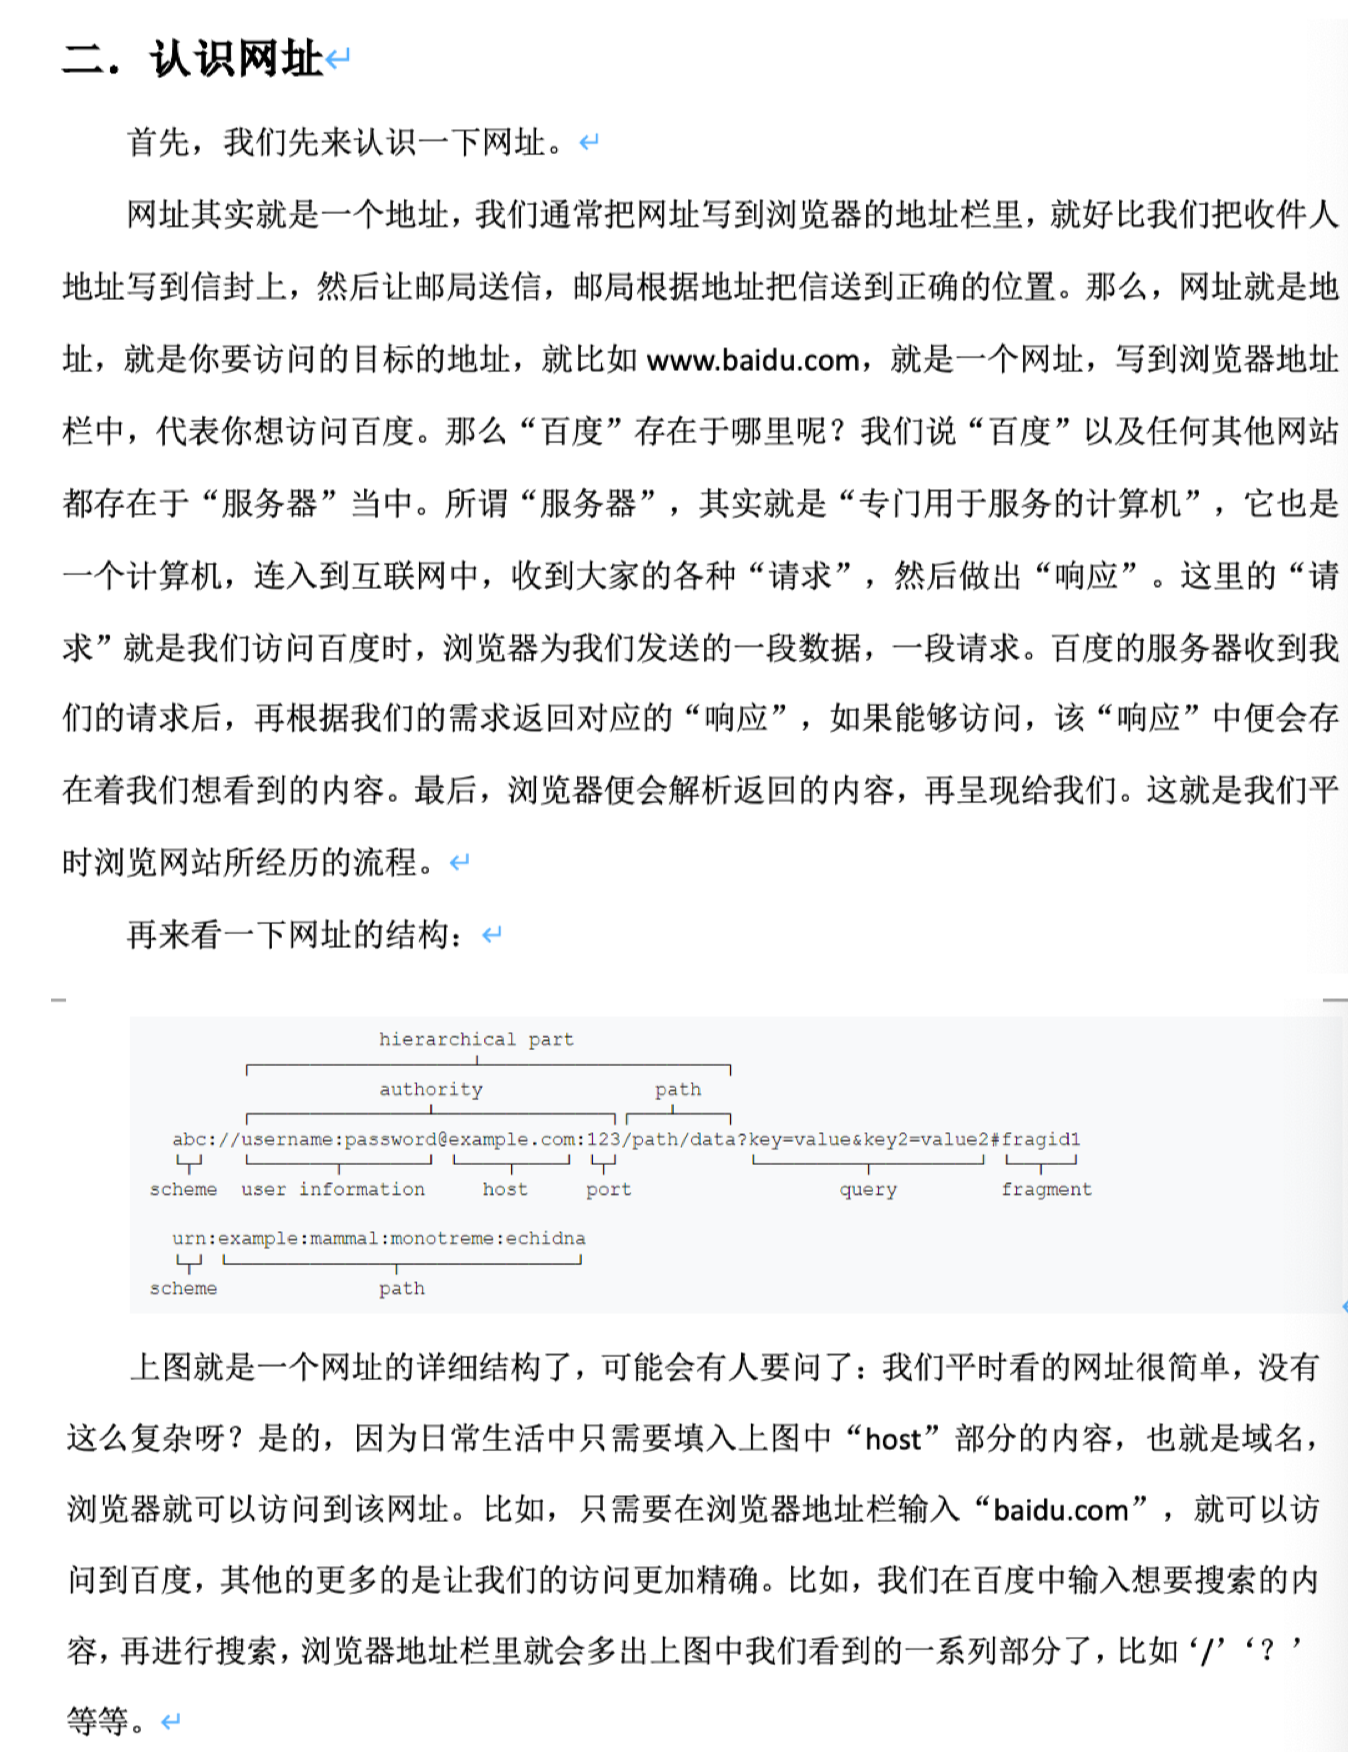 二．认识网址
首先，我们先来认识一下网址。
网址其实就是一个地址，我们通常把网址写到浏览器的地址栏里，就好比我们把收件人
地址写到信封上，然后让邮局送信，邮局根据地址把信送到正确的位置。那么，网址就是地
址，就是你要访问的目标的地址，就比如 www.baidu.com，就是一个网址，写到浏览器地址
栏中，代表你想访问百度。那么“百度”存在于哪里呢？我们说“百度”以及任何其他网站
都存在于“服务器”当中。所谓“服务器”，其实就是“专门用于服务的计算机”，它也是
一个计算机，连入到互联网中，收到大家的各种“请求”，然后做出“响应”。这里的“请
求”就是我们访问百度时，浏览器为我们发送的一段数据，一段请求。百度的服务器收到我
们的请求后，再根据我们的需求返回对应的“响应”，如果能够访问，该“响应”中便会存
在着我们想看到的内容。最后，浏览器便会解析返回的内容，再呈现给我们。这就是我们平
时浏览网站所经历的流程。
再来看一下网址的结构：
hierarchical part
authority path
abc://username:password@example.com:123/path/data?key=value&key2=value2#fragid1
scheme user information host port query fragment
urn:example:mammal:monotreme:echidna
scheme path
上图就是一个网址的详细结构了，可能会有人要问了：我们平时看的网址很简单，没有
这么复杂呀？是的，因为日常生活中只需要填入上图中“host”部分的内容，也就是域名，
浏览器就可以访问到该网址。比如，只需要在浏览器地址栏输入“baidu.com”，就可以访
问到百度，其他的更多的是让我们的访问更加精确。比如，我们在百度中输入想要搜索的内
容，再进行搜索，浏览器地址栏里就会多出上图中我们看到的一系列部分了，比如‘/’‘？’
等等。